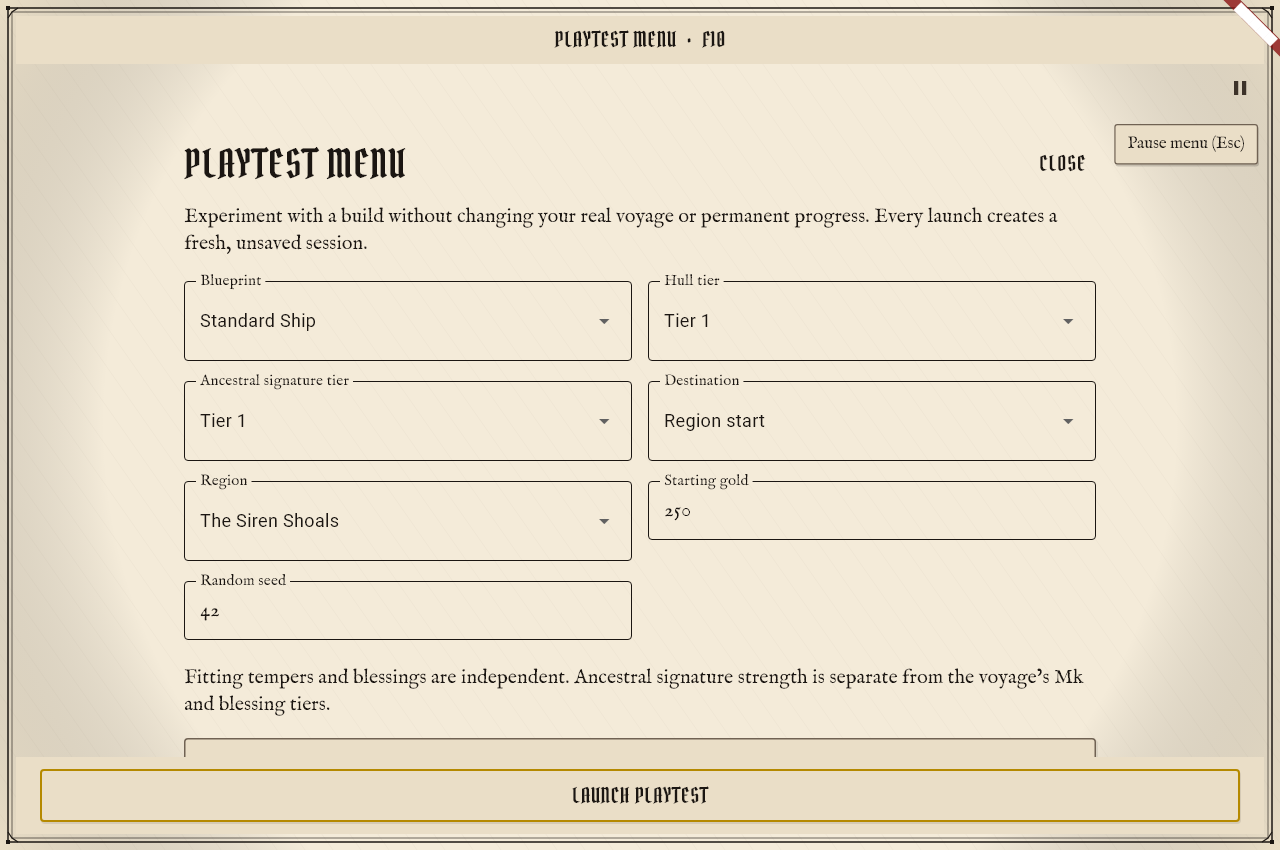 PLAYTEST MENU · F10
Pause menu (Esc)
PLAYTEST MENU
CLOSE
Experiment with a build without changing your real voyage or permanent progress. Every launch creates a
fresh, unsaved session.
Blueprint
Standard Ship
Hull tier
Tier 1
Ancestral signature tier
Tier 1
Destination
Region start
Region
The Siren Shoals
Starting gold
250
Random seed
42
Fitting tempers and blessings are independent. Ancestral signature strength is separate from the voyage’s Mk
and blessing tiers.
LAUNCH PLAYTEST